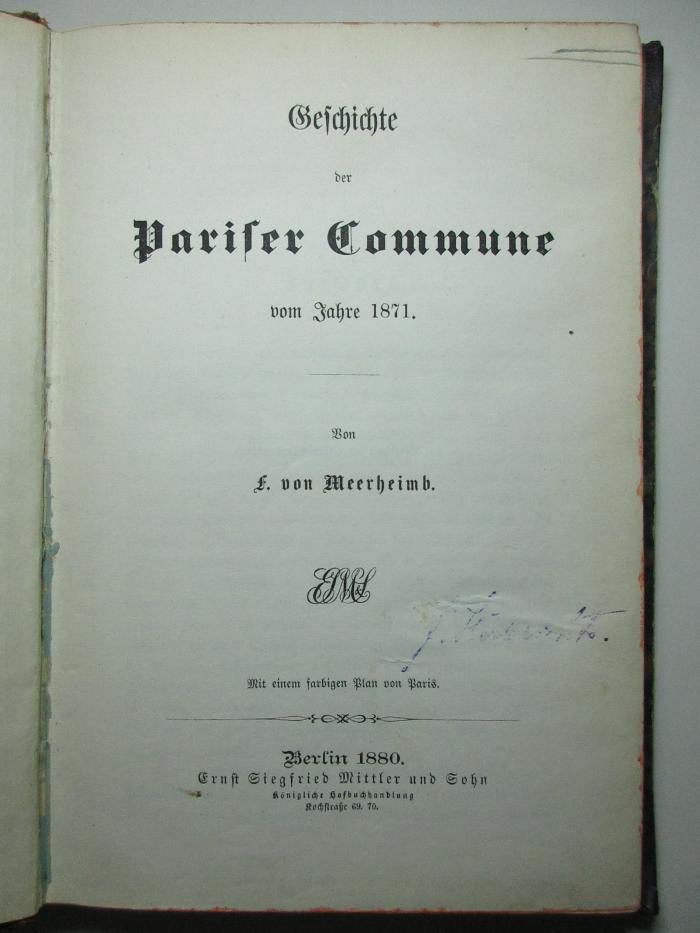 Geschichte
der
Pariser Commune
vom Jahre 1871.
Von
F. von Meerheimb.
Mit einem farbigen Plan von Paris.
Berlin 1880.
Ernst Siegfried Mittler und Sohn
Königliche Hofbuchhandlung
Kochstraße 69. 70.